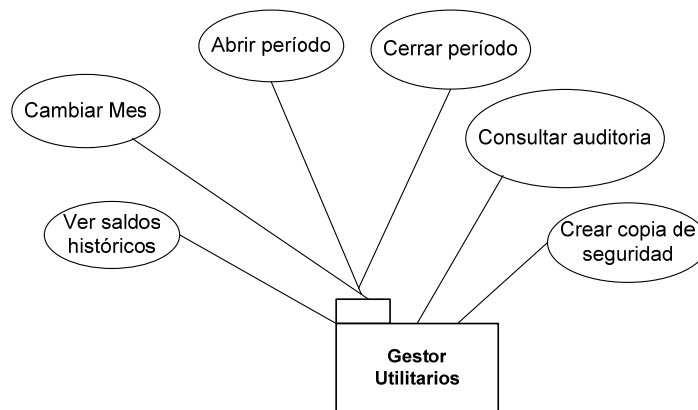 Abrir período
Cerrar período
Cambiar Mes
Consultar auditoria
Ver saldos
históricos
Crear copia de
seguridad
Gestor
Utilitarios